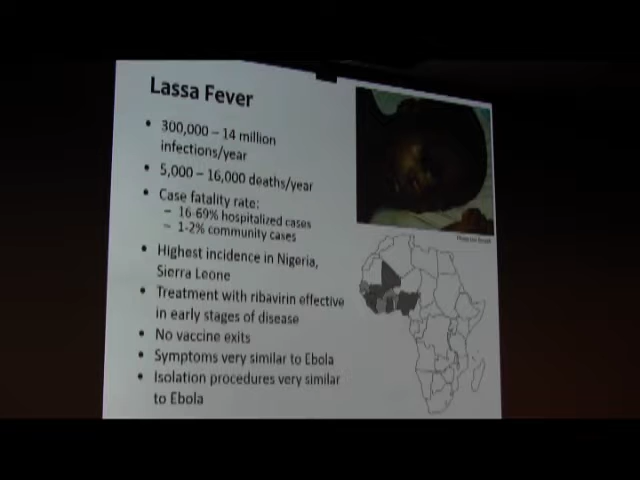 Lassa Fever
• 300,000 – 14 million
infections/year
• 5,000 – 16,000 deaths/year
• Case fatality rate:
– 16-69% hospitalized cases
– 1-2% community cases
• Highest incidence in Nigeria,
Sierra Leone
• Treatment with ribavirin effective
in early stages of disease
• No vaccine exits
• Symptoms very similar to Ebola
• Isolation procedures very similar
to Ebola